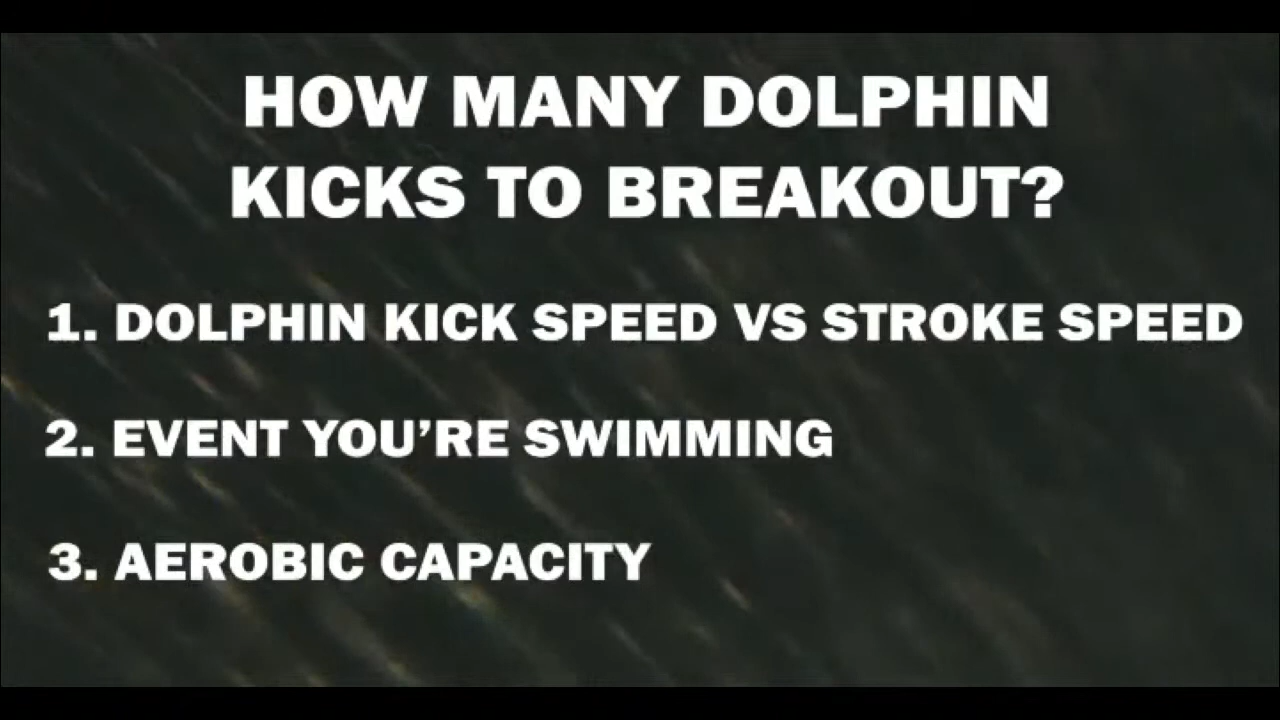 HOW MANY DOLPHIN
KICKS TO BREAKOUT?
1. DOLPHIN KICK SPEED VS STROKE SPEED
2. EVENT YOU’RE SWIMMING
3. AEROBIC CAPACITY